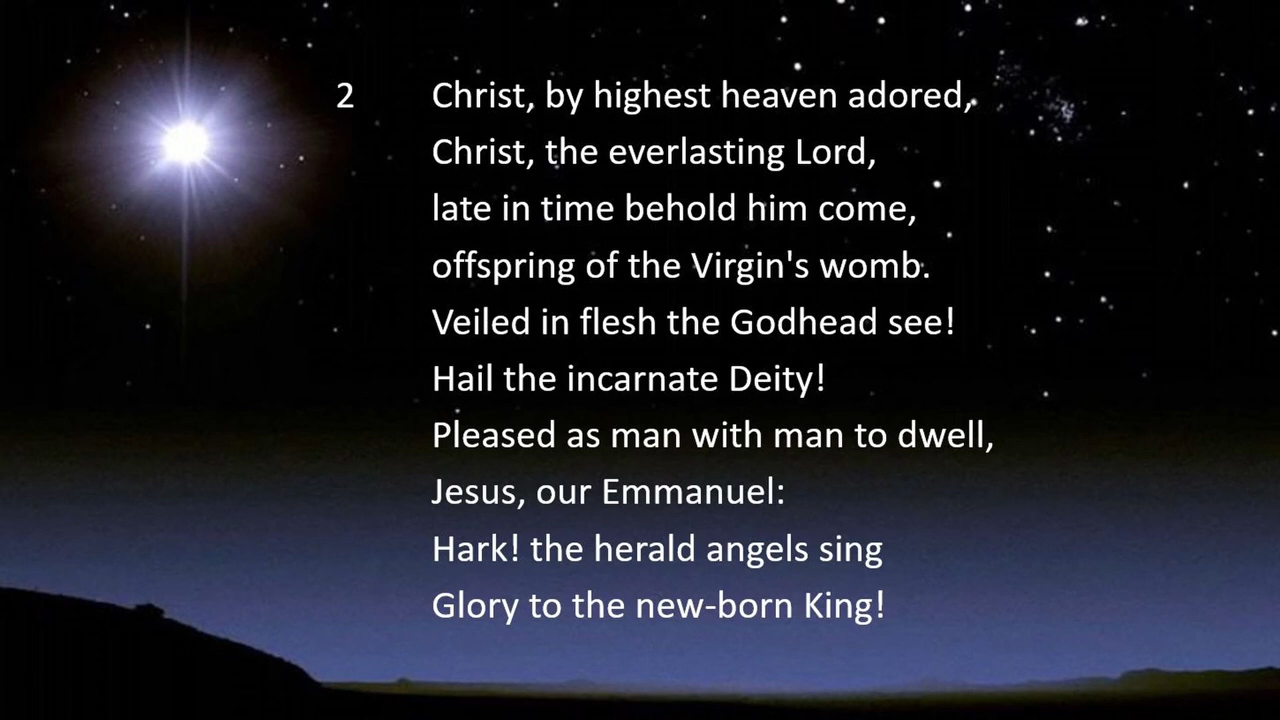 2 Christ, by highest heaven adored,
Christ, the everlasting Lord,
late in time behold him come,
offspring of the Virgin's womb.
Veiled in flesh the Godhead see!
Hail the incarnate Deity!
Pleased as man with man to dwell,
Jesus, our Emmanuel:
Hark! the herald angels sing
Glory to the new-born King!